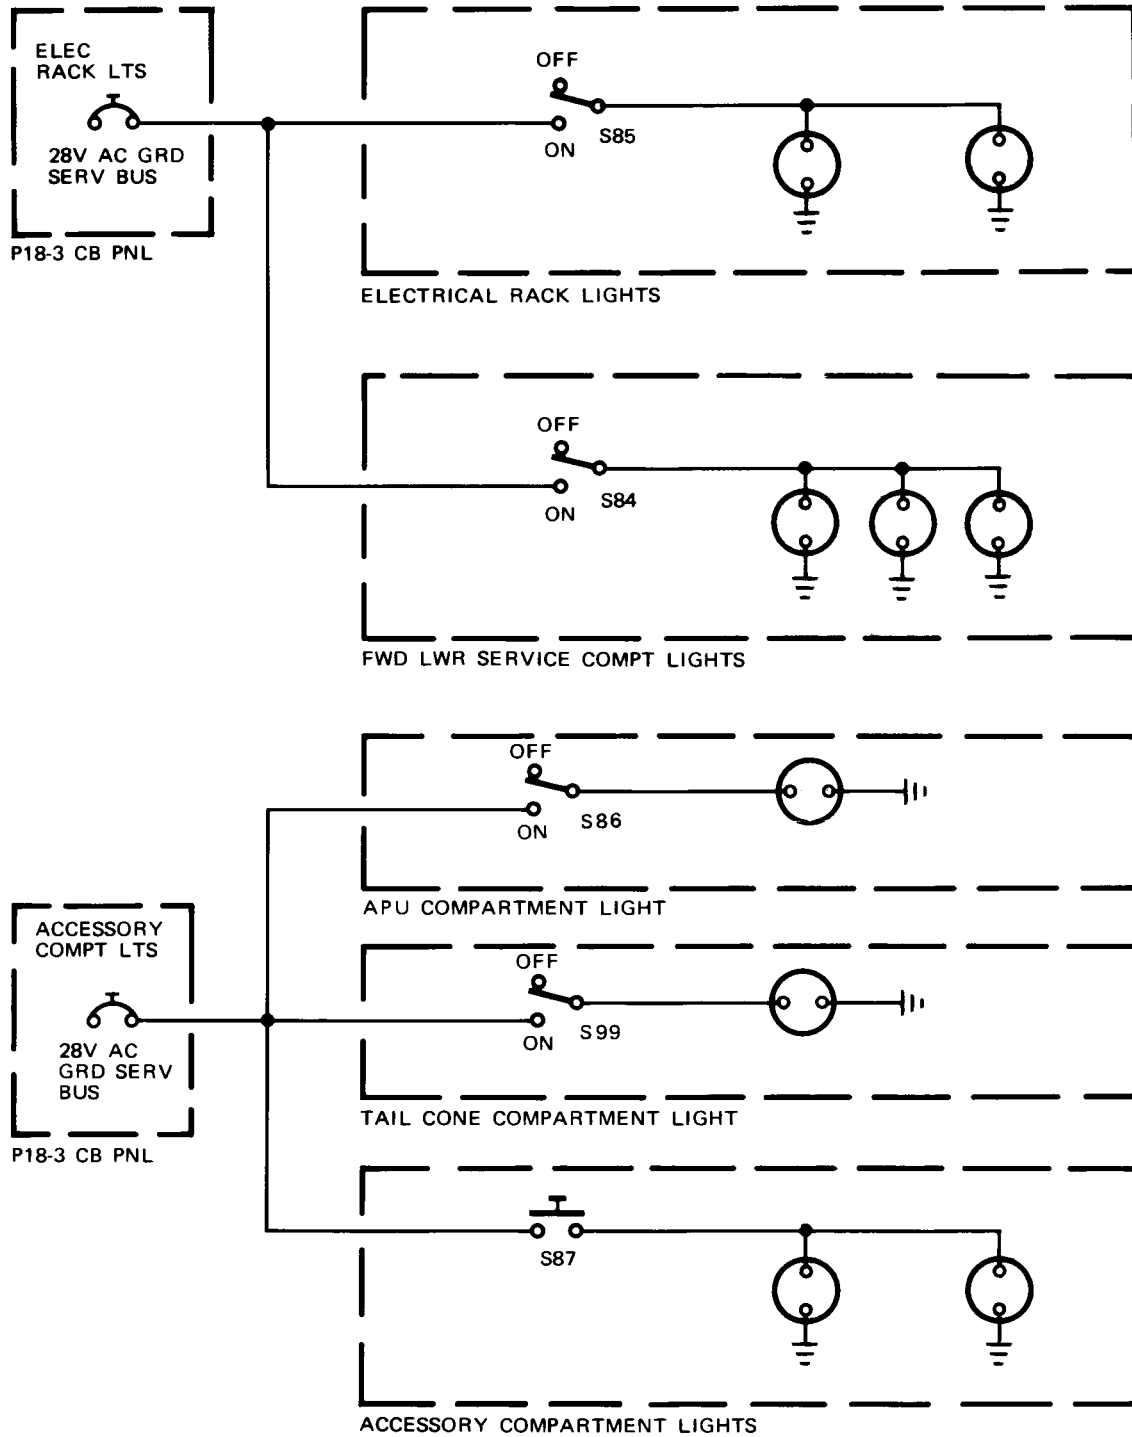 ELEC
RACK LTS
28V AC GRD
SERV BUS
P18-3 CB PNL
OFF
ON
S85
ELECTRICAL RACK LIGHTS
OFF
ON
S84
FWD LWR SERVICE COMPT LIGHTS
OFF
ON
S86
APU COMPARTMENT LIGHT
ACCESSORY
COMPT LTS
28V AC
GRD SERV
BUS
P18-3 CB PNL
OFF
ON
S99
TAIL CONE COMPARTMENT LIGHT
S87
ACCESSORY COMPARTMENT LIGHTS